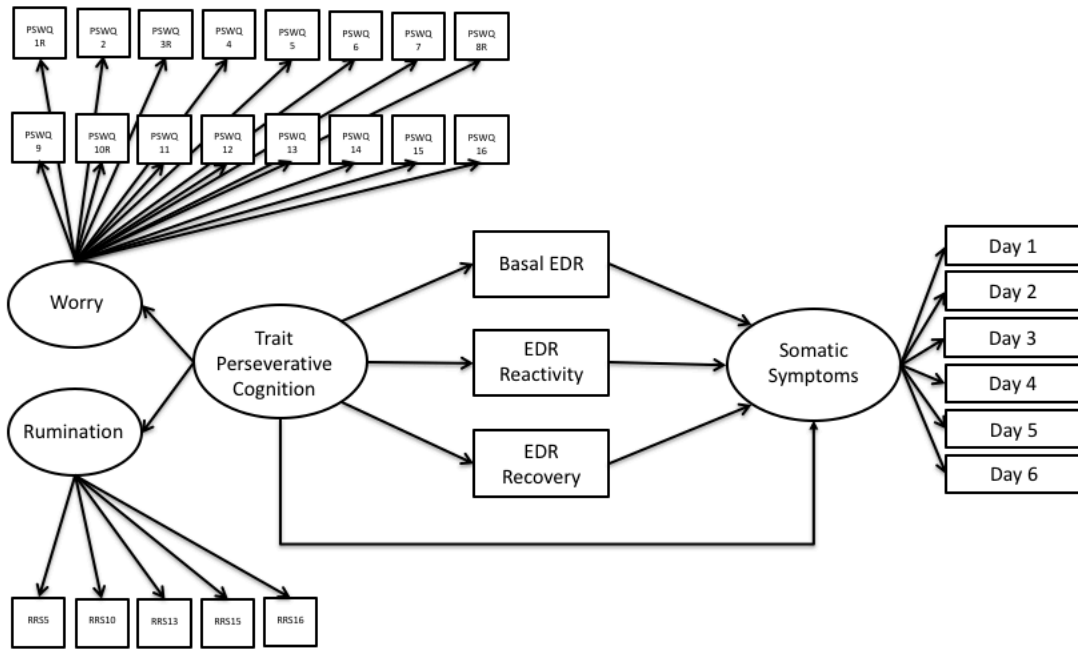 PSWQ
1R
PSWQ
2
PSWQ
3R
PSWQ
4
PSWQ
5
PSWQ
6
PSWQ
7
PSWQ
8R
PSWQ
9
PSWQ
10R
PSWQ
11
PSWQ
12
PSWQ
13
PSWQ
14
PSWQ
15
PSWQ
16
Worry
Rumination
RRS5
RRS10
RRS13
RRS15
RRS16
Trait
Perseverative
Cognition
Basal EDR
EDR
Reactivity
EDR
Recovery
Somatic
Symptoms
Day 1
Day 2
Day 3
Day 4
Day 5
Day 6